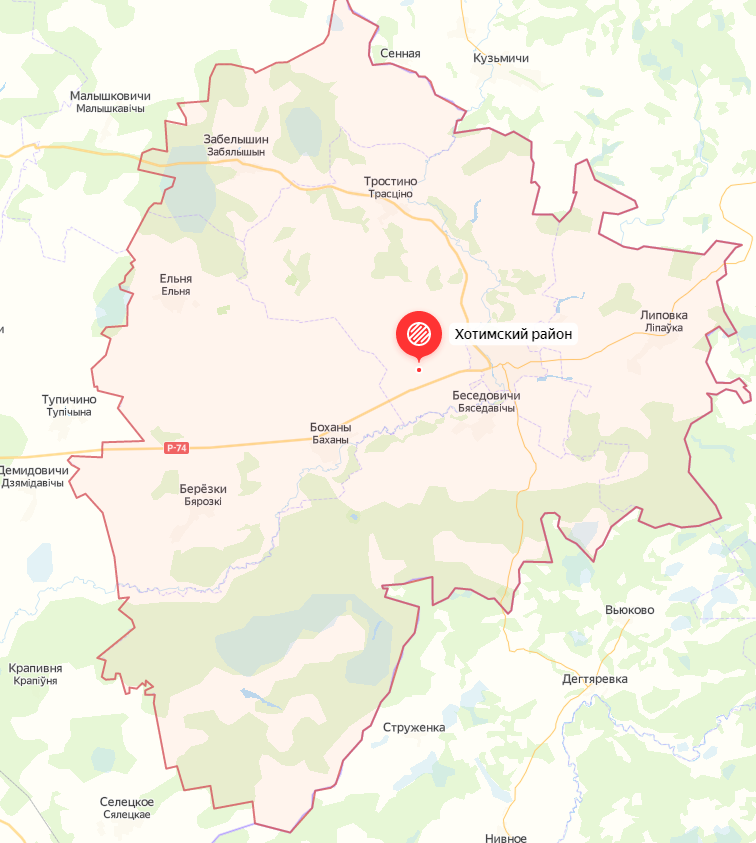 Сенная
Кузьмичи
Малышковичи
Малышкавічы
Забелышин
Забялышын
Тростино
Трасціно
Ельня
Ельня
Липовка
Ліпаўка
и
Хотимский район
Тупичино
Тупічына
Беседовичи
Бяседавічы
Боханы
Баханы
Р-74
Демидовичи
Дзямідавічы
Берёзки
Бярозкі
Вьюково
Крапивня
Крапіўня
Дегтяревка
Струженка
Селецкое
Сялецкае
Нивное